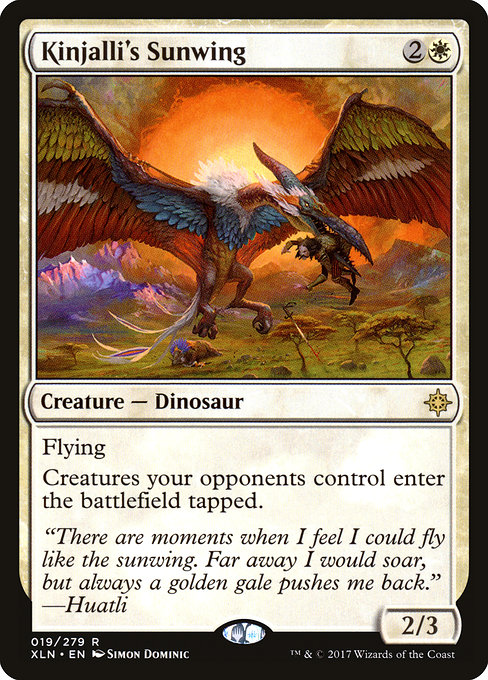 Kinjalli's Sunwing 2
Creature — Dinosaur
Flying
Creatures your opponents control enter
the battlefield tapped.
"There are moments when I feel I could fly
like the sunwing. Far away I would soar,
but always a golden gale pushes me back."
—Huatli
2/3
019/279 R
XLN • EN Simon Dominic
™ & © 2017 Wizards of the Coast